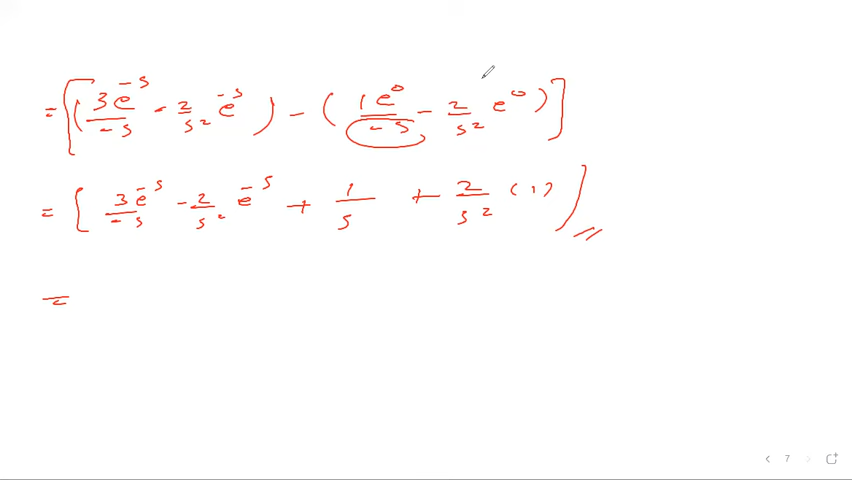 = [ ( 3e^-s / -s - 2/s² e^-s ) - ( 1e^0 / -s - 2/s² e^0 ) ]
= [ 3e^-s / -s - 2/s² e^-s + 1/s + 2/s² (1) ] //
=
7